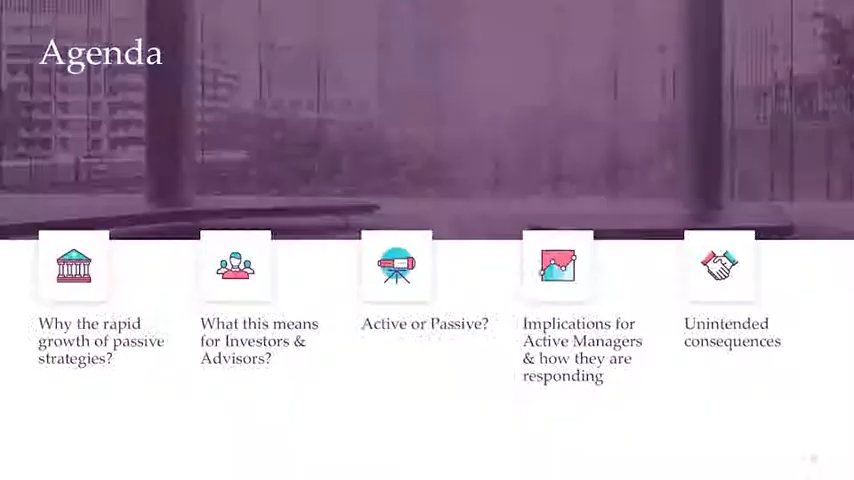 Agenda
Why the rapid
growth of passive
strategies?
What this means
for Investors &
Advisors?
Active or Passive?
Implications for
Active Managers
& how they are
responding
Unintended
consequences